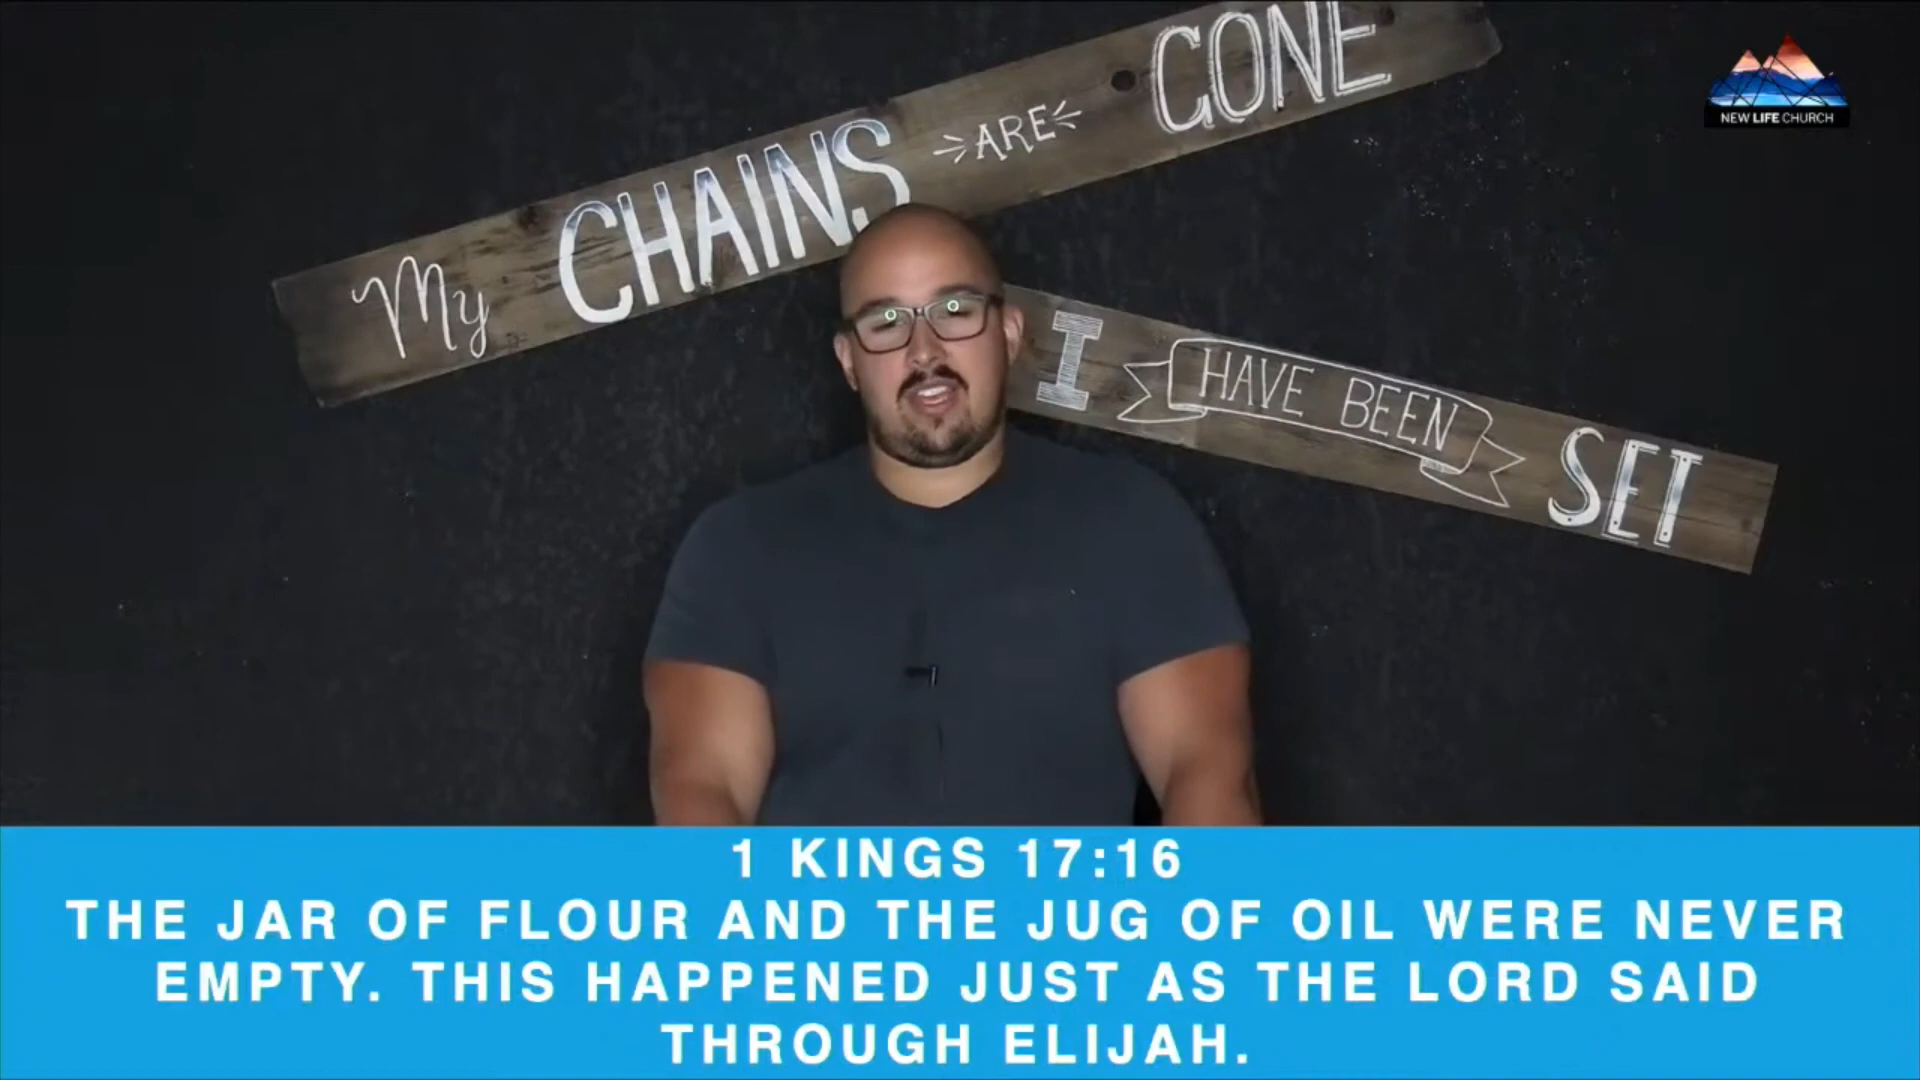 My CHAINS ARE GONE
I HAVE BEEN SET
NEW LIFE CHURCH
1 KINGS 17:16
THE JAR OF FLOUR AND THE JUG OF OIL WERE NEVER
EMPTY. THIS HAPPENED JUST AS THE LORD SAID
THROUGH ELIJAH.